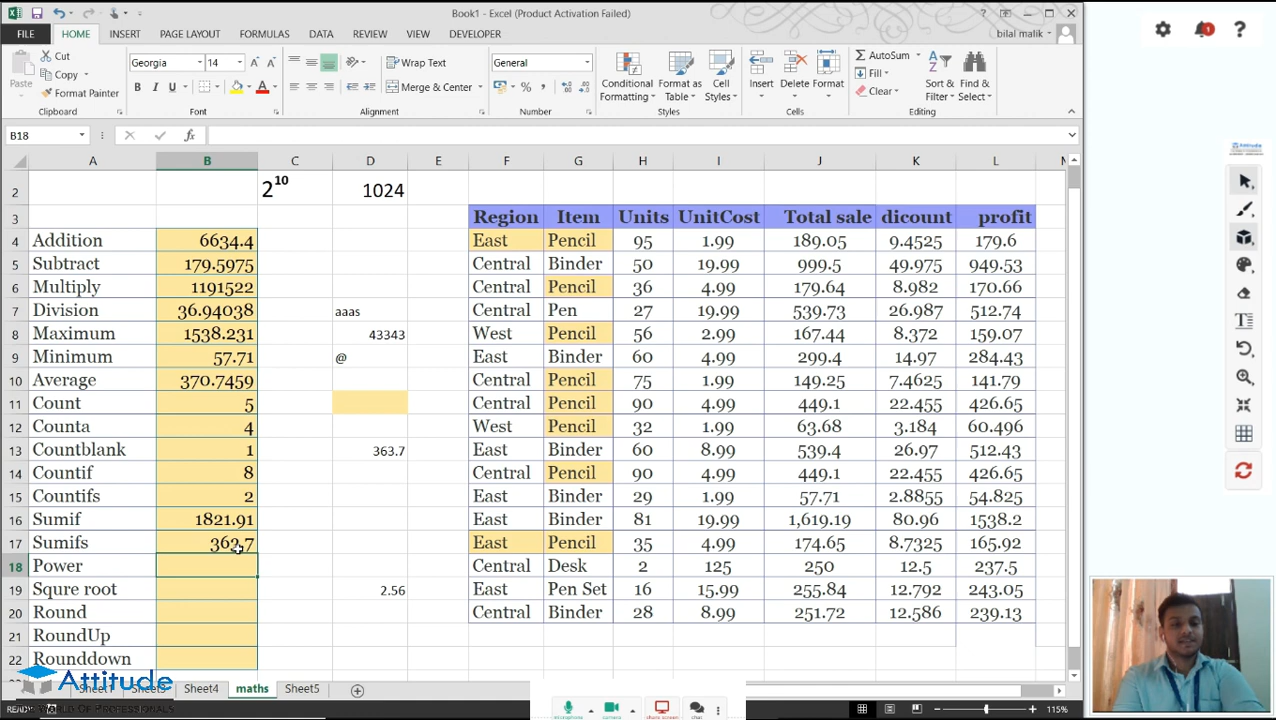 Book1 - Excel (Product Activation Failed)
FILE HOME INSERT PAGE LAYOUT FORMULAS DATA REVIEW VIEW DEVELOPER bilal malik
Cut
Copy
Format Painter
Paste
Clipboard
Georgia 14
B I U
Font
Wrap Text
Merge & Center
Alignment
General
Number
Conditional Formatting
Format as Table
Cell Styles
Styles
Insert Delete Format
Cells
AutoSum
Fill
Clear
Sort & Filter
Find & Select
Editing
B18
A B C D E F G H I J K L M
2 2^10 1024
3 Region Item Units UnitCost Total sale dicount profit
4 Addition 6634.4 East Pencil 95 1.99 189.05 9.4525 179.6
5 Subtract 179.5975 Central Binder 50 19.99 999.5 49.975 949.53
6 Multiply 1191522 Central Pencil 36 4.99 179.64 8.982 170.66
7 Division 36.94038 aaas Central Pen 27 19.99 539.73 26.987 512.74
8 Maximum 1538.231 43343 West Pencil 56 2.99 167.44 8.372 159.07
9 Minimum 57.71 @ East Binder 60 4.99 299.4 14.97 284.43
10 Average 370.7459 Central Pencil 75 1.99 149.25 7.4625 141.79
11 Count 5 Central Pencil 90 4.99 449.1 22.455 426.65
12 Counta 4 West Pencil 32 1.99 63.68 3.184 60.496
13 Countblank 1 363.7 East Binder 60 8.99 539.4 26.97 512.43
14 Countif 8 Central Pencil 90 4.99 449.1 22.455 426.65
15 Countifs 2 East Binder 29 1.99 57.71 2.8855 54.825
16 Sumif 1821.91 East Binder 81 19.99 1,619.19 80.96 1538.2
17 Sumifs 363.7 East Pencil 35 4.99 174.65 8.7325 165.92
18 Power Central Desk 2 125 250 12.5 237.5
19 Squre root 2.56 East Pen Set 16 15.99 255.84 12.792 243.05
20 Round Central Binder 28 8.99 251.72 12.586 239.13
21 RoundUp
22 Rounddown
Attitude
WORLD OF PROFESSIONALS
Sheet4 maths Sheet5
microphone camera share screen chat
115%
1
Attitude